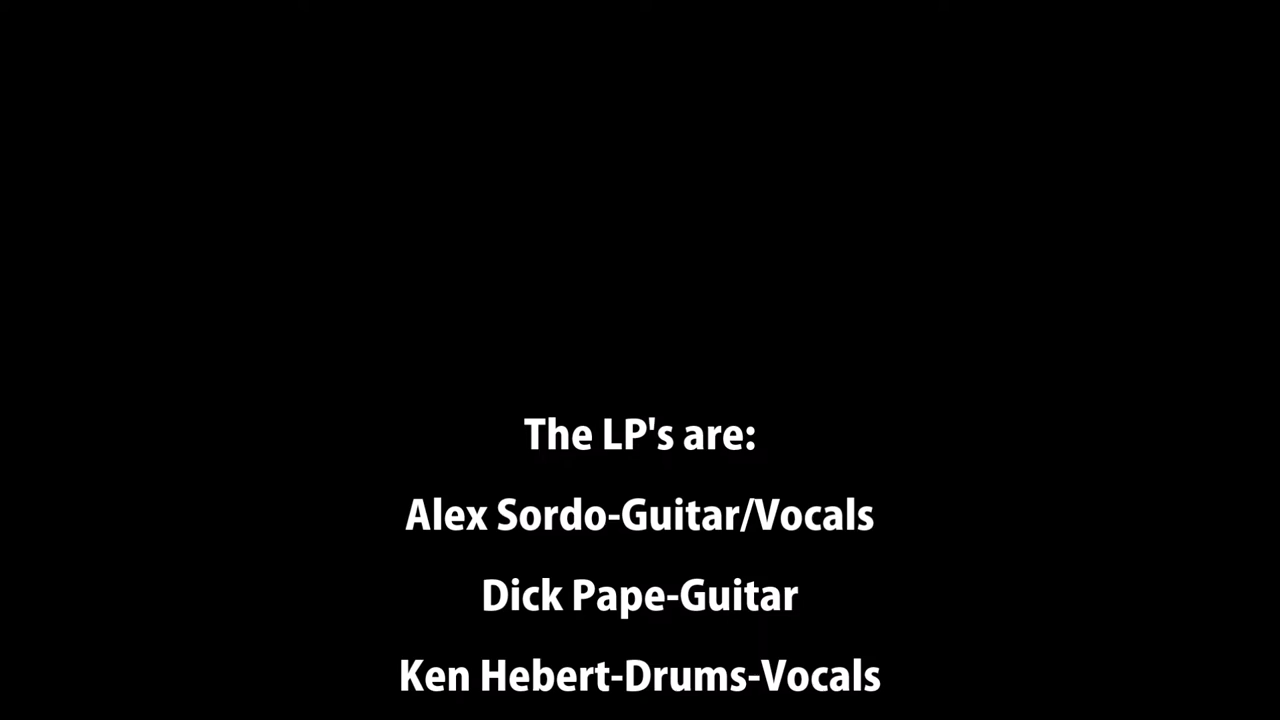 The LP's are:
Alex Sordo-Guitar/Vocals
Dick Pape-Guitar
Ken Hebert-Drums-Vocals